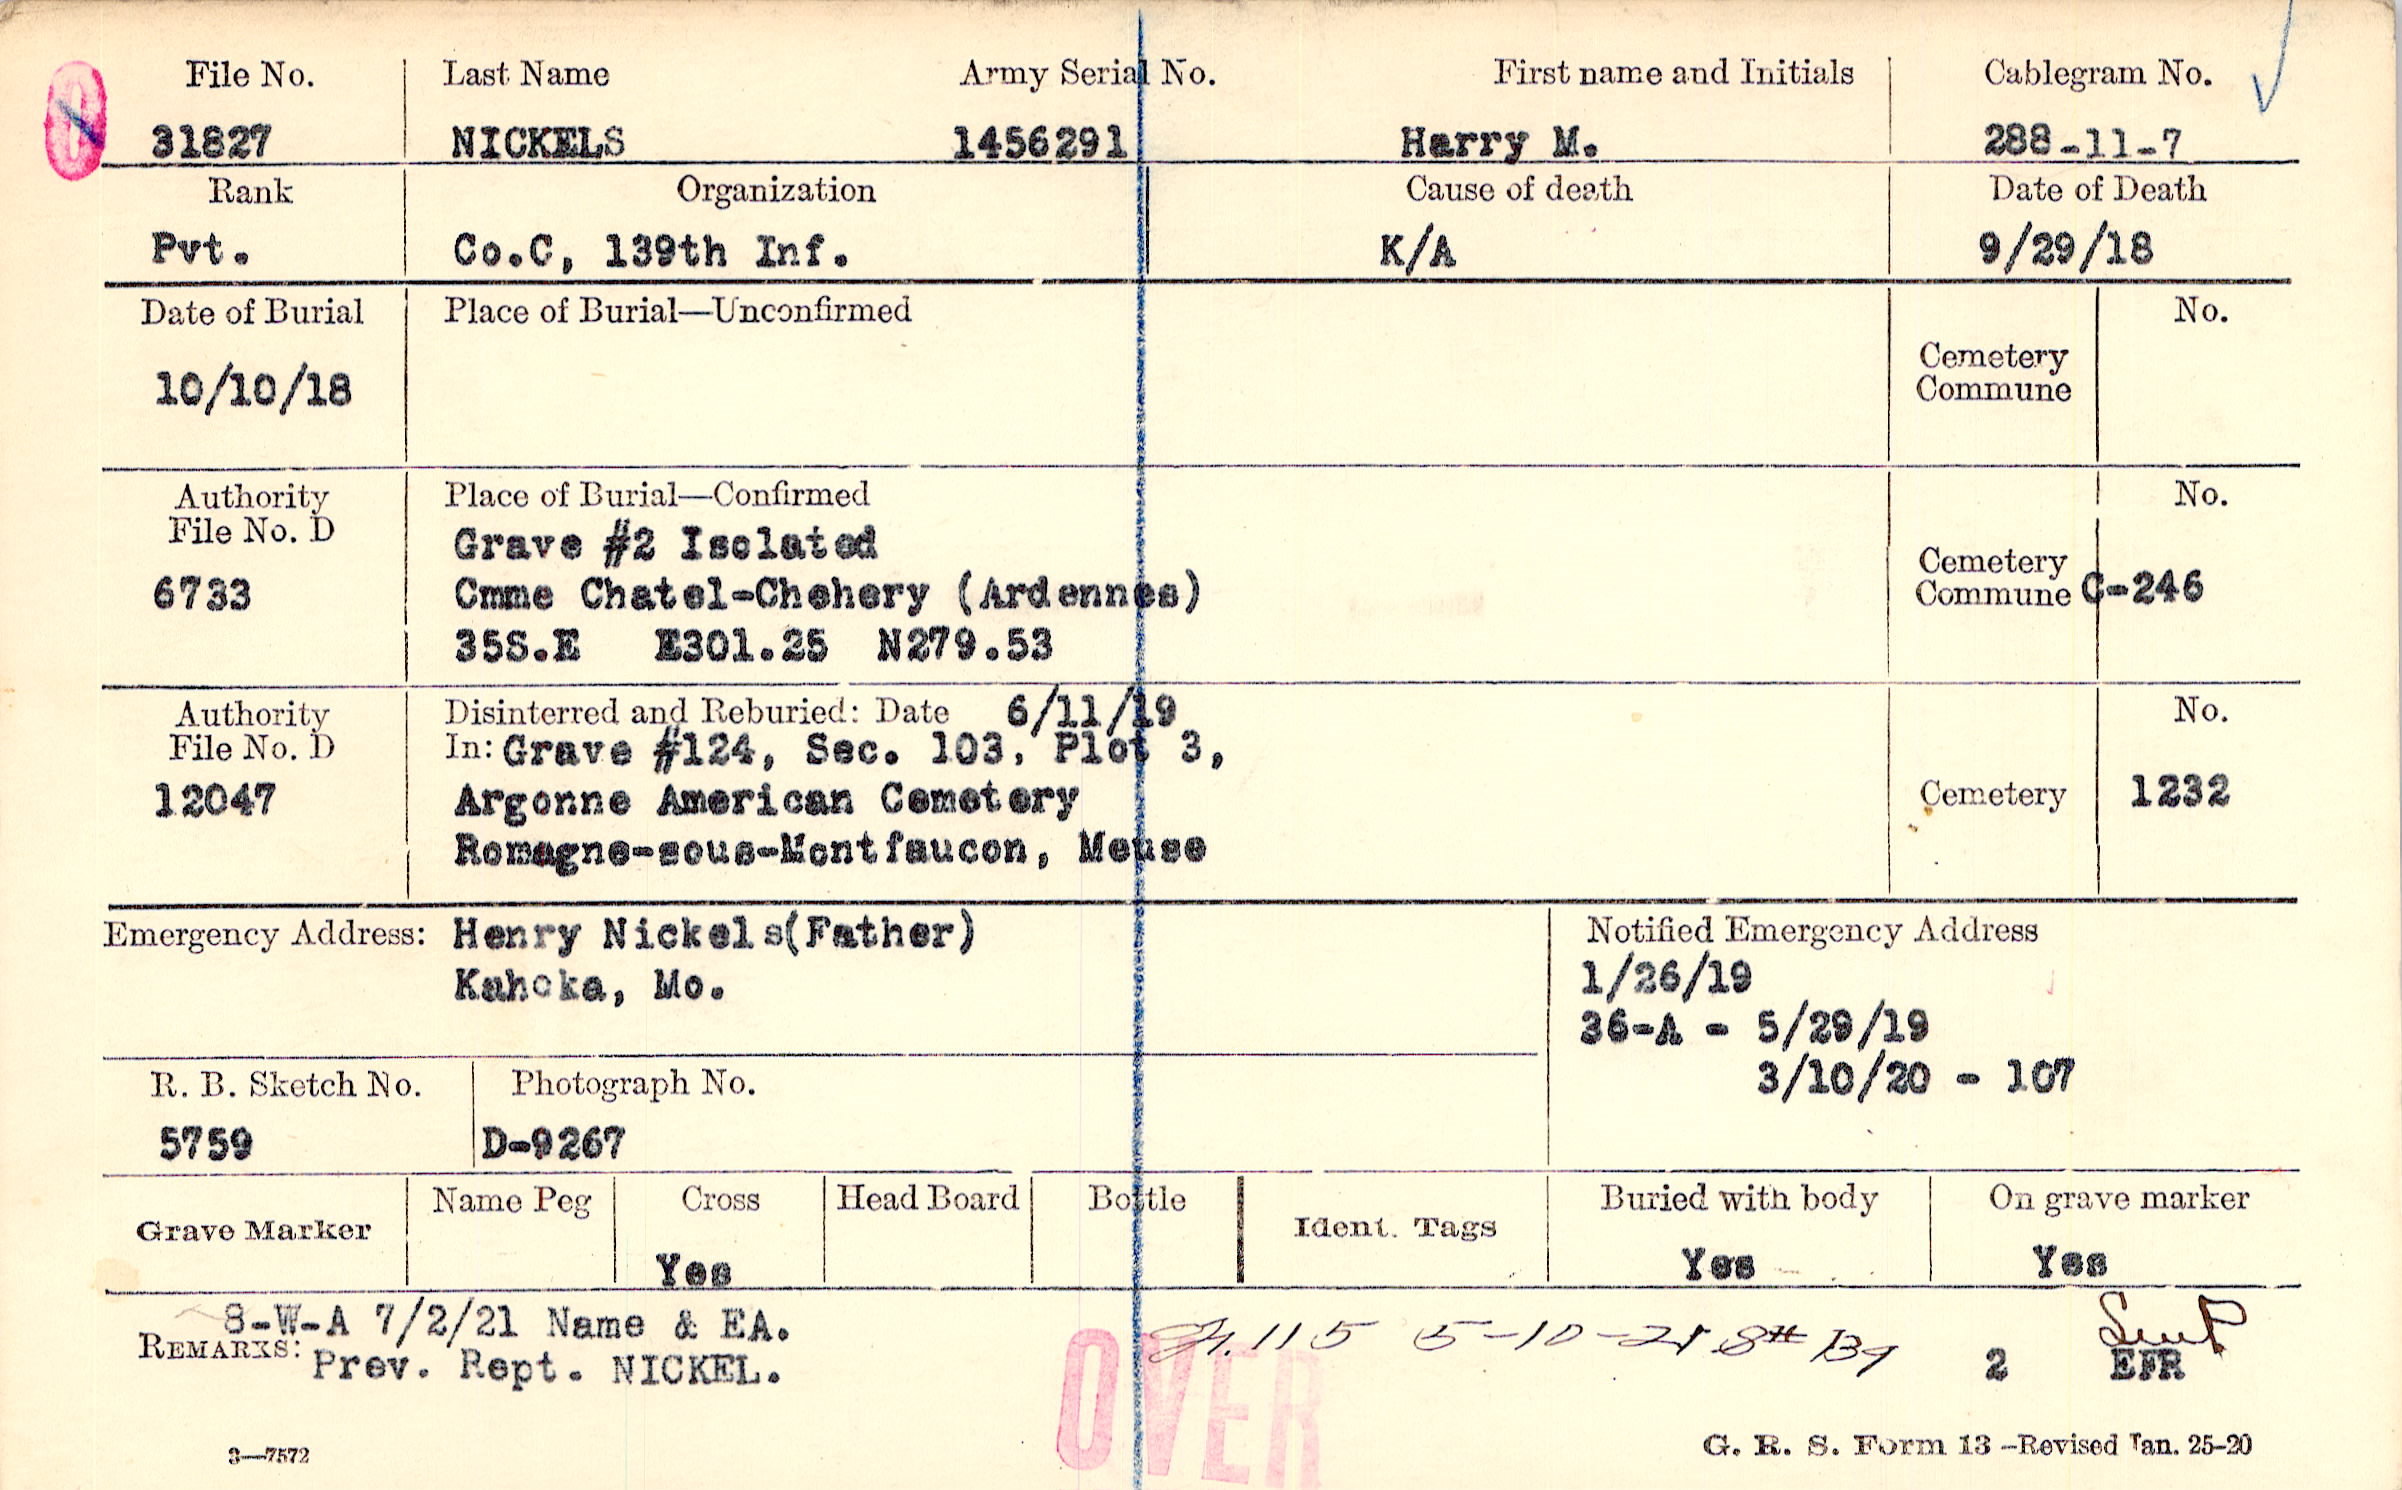 File No. Last Name Army Serial No. First name and Initials Cablegram No.
31827 NICKELS 1456291 Harry M. 288-11-7
Rank Organization Cause of death Date of Death
Pvt. Co.C, 139th Inf. K/A 9/29/18
Date of Burial Place of Burial—Unconfirmed No.
10/10/18 Cemetery
Commune
Authority Place of Burial—Confirmed No.
File No. D Grave #2 Isolated
6733 Cmme Chatel-Chehery (Ardennes) Cemetery
Commune C-246
35S.E E301.25 N279.53
Authority Disinterred and Reburied: Date 6/11/19 No.
File No. D In: Grave #124, Sec. 103, Plot 3,
12047 Argonne American Cemetery Cemetery 1232
Romagne-sous-Montfaucon, Meuse
Emergency Address: Henry Nickels(Father) Notified Emergency Address
Kahoka, Mo. 1/26/19
36-A - 5/29/19
3/10/20 - 107
R. B. Sketch No. Photograph No.
5759 D-9267
Grave Marker Name Peg Cross Head Board Bottle Ident. Tags Buried with body On grave marker
Yes Yes Yes
8-W-A 7/2/21 Name & EA.
REMARKS: Prev. Rept. NICKEL. 115 5-10-21 2 EFR
OVER
3—7572 G. R. S. Form 13 –Revised Jan. 25-20